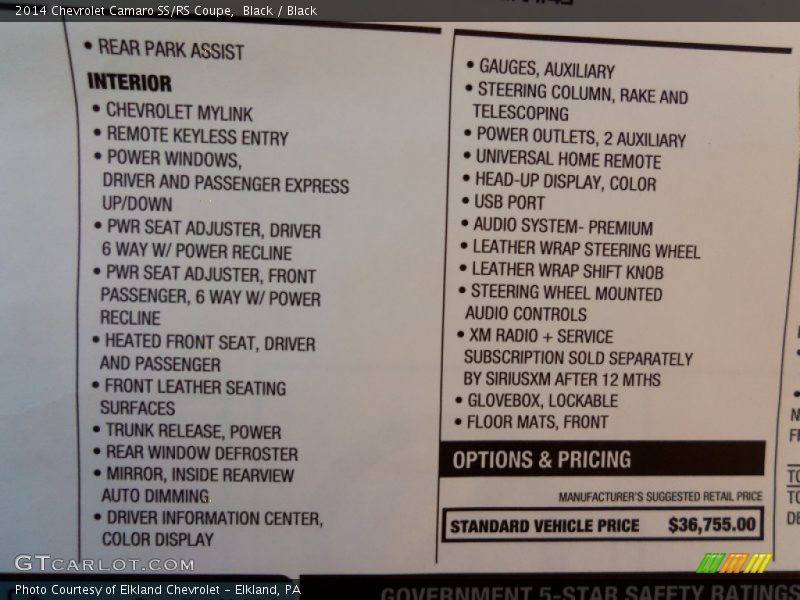 2014 Chevrolet Camaro SS/RS Coupe,  Black / Black
• REAR PARK ASSIST
INTERIOR
• CHEVROLET MYLINK
• REMOTE KEYLESS ENTRY
• POWER WINDOWS,
DRIVER AND PASSENGER EXPRESS
UP/DOWN
• PWR SEAT ADJUSTER, DRIVER
6 WAY W/ POWER RECLINE
• PWR SEAT ADJUSTER, FRONT
PASSENGER, 6 WAY W/ POWER
RECLINE
• HEATED FRONT SEAT, DRIVER
AND PASSENGER
• FRONT LEATHER SEATING
SURFACES
• TRUNK RELEASE, POWER
• REAR WINDOW DEFROSTER
• MIRROR, INSIDE REARVIEW
AUTO DIMMING
• DRIVER INFORMATION CENTER,
COLOR DISPLAY
• GAUGES, AUXILIARY
• STEERING COLUMN, RAKE AND
TELESCOPING
• POWER OUTLETS, 2 AUXILIARY
• UNIVERSAL HOME REMOTE
• HEAD-UP DISPLAY, COLOR
• USB PORT
• AUDIO SYSTEM- PREMIUM
• LEATHER WRAP STEERING WHEEL
• LEATHER WRAP SHIFT KNOB
• STEERING WHEEL MOUNTED
AUDIO CONTROLS
• XM RADIO + SERVICE
SUBSCRIPTION SOLD SEPARATELY
BY SIRIUSXM AFTER 12 MTHS
• GLOVEBOX, LOCKABLE
• FLOOR MATS, FRONT
OPTIONS & PRICING
MANUFACTURER'S SUGGESTED RETAIL PRICE
STANDARD VEHICLE PRICE $36,755.00
GOVERNMENT 5-STAR SAFETY RATINGS
GTCARLOT.COM
Photo Courtesy of Elkland Chevrolet - Elkland, PA